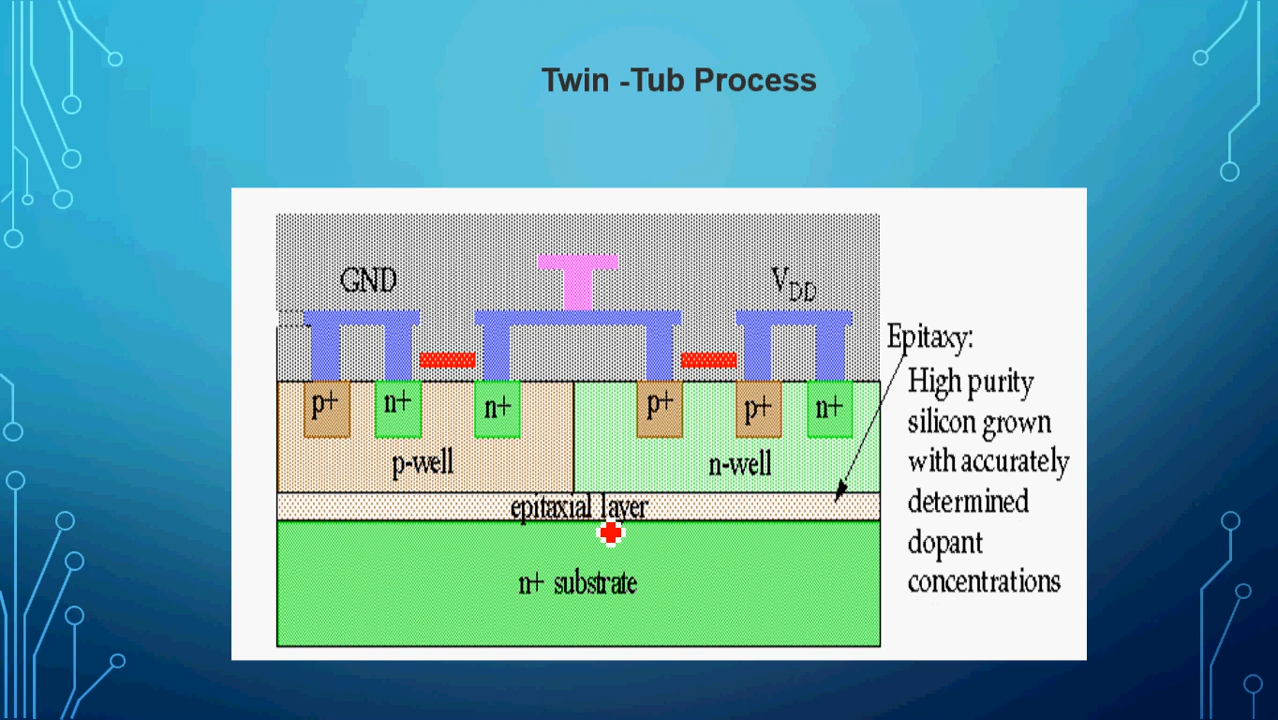 Twin -Tub Process
GND
VDD
Epitaxy:
High purity
silicon grown
with accurately
determined
dopant
concentrations
p+ n+ n+ p+ p+ n+
p-well n-well
epitaxial layer
n+ substrate